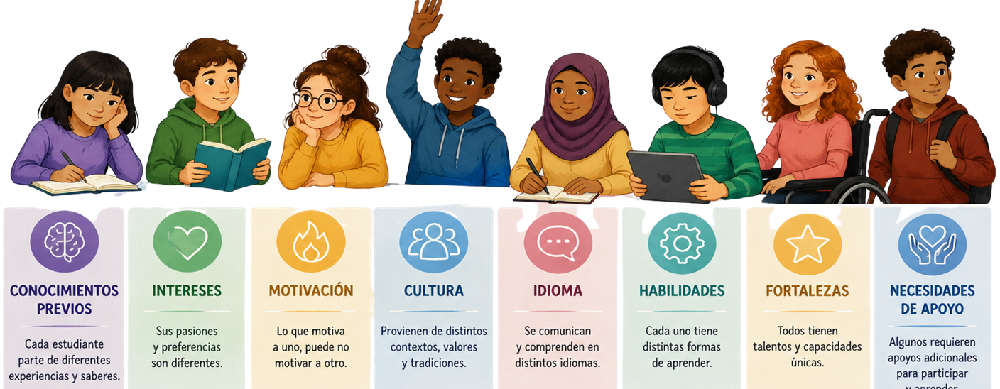 CONOCIMIENTOS
PREVIOS
Cada estudiante
parte de diferentes
experiencias y saberes.
INTERESES
Sus pasiones
y preferencias
son diferentes.
MOTIVACIÓN
Lo que motiva
a uno, puede no
motivar a otro.
CULTURA
Provienen de distintos
contextos, valores
y tradiciones.
IDIOMA
Se comunican
y comprenden en
distintos idiomas.
HABILIDADES
Cada uno tiene
distintas formas
de aprender.
FORTALEZAS
Todos tienen
talentos y capacidades
únicas.
NECESIDADES
DE APOYO
Algunos requieren
apoyos adicionales
para participar
y aprender.